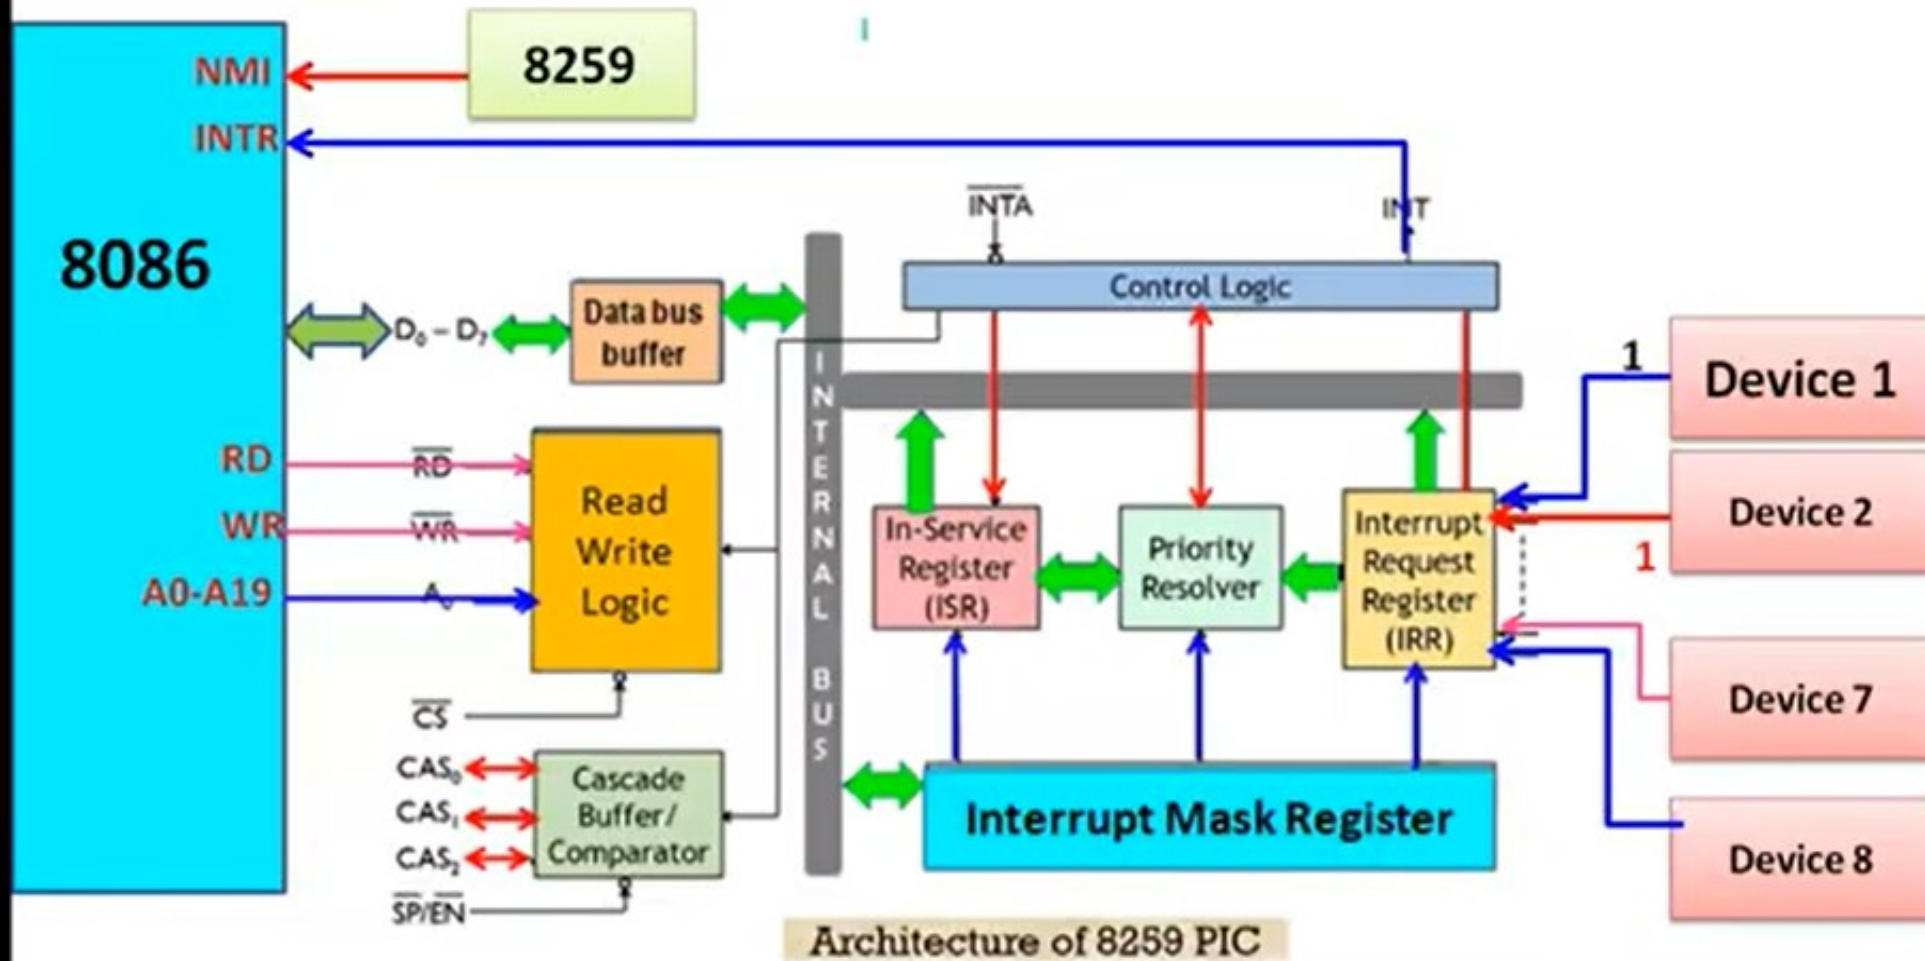 8259
NMI
INTR
8086
INTA
INT
Control Logic
D0 – D7
Data bus
buffer
INTERNAL BUS
1
Device 1
RD
RD
WR
WR
A0-A19
A0
Read
Write
Logic
In-Service
Register
(ISR)
Priority
Resolver
Interrupt
Request
Register
(IRR)
Device 2
1
Device 7
Device 8
CS
CAS0
CAS1
CAS2
Cascade
Buffer/
Comparator
SP/EN
Interrupt Mask Register
Architecture of 8259 PIC